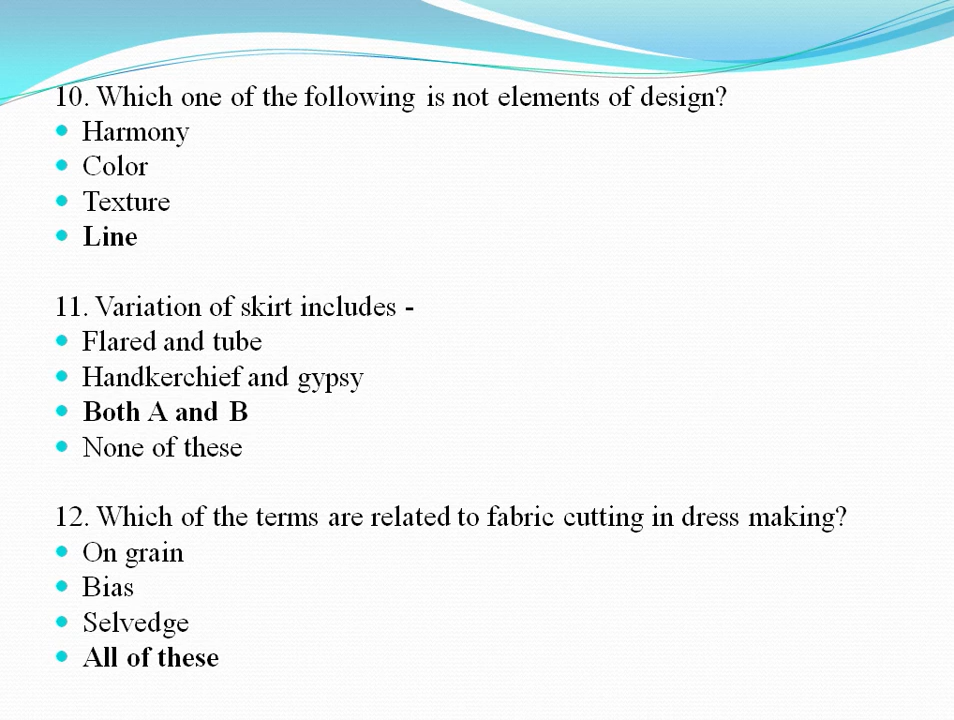 10. Which one of the following is not elements of design?
• Harmony
• Color
• Texture
• Line
11. Variation of skirt includes -
• Flared and tube
• Handkerchief and gypsy
• Both A and B
• None of these
12. Which of the terms are related to fabric cutting in dress making?
• On grain
• Bias
• Selvedge
• All of these